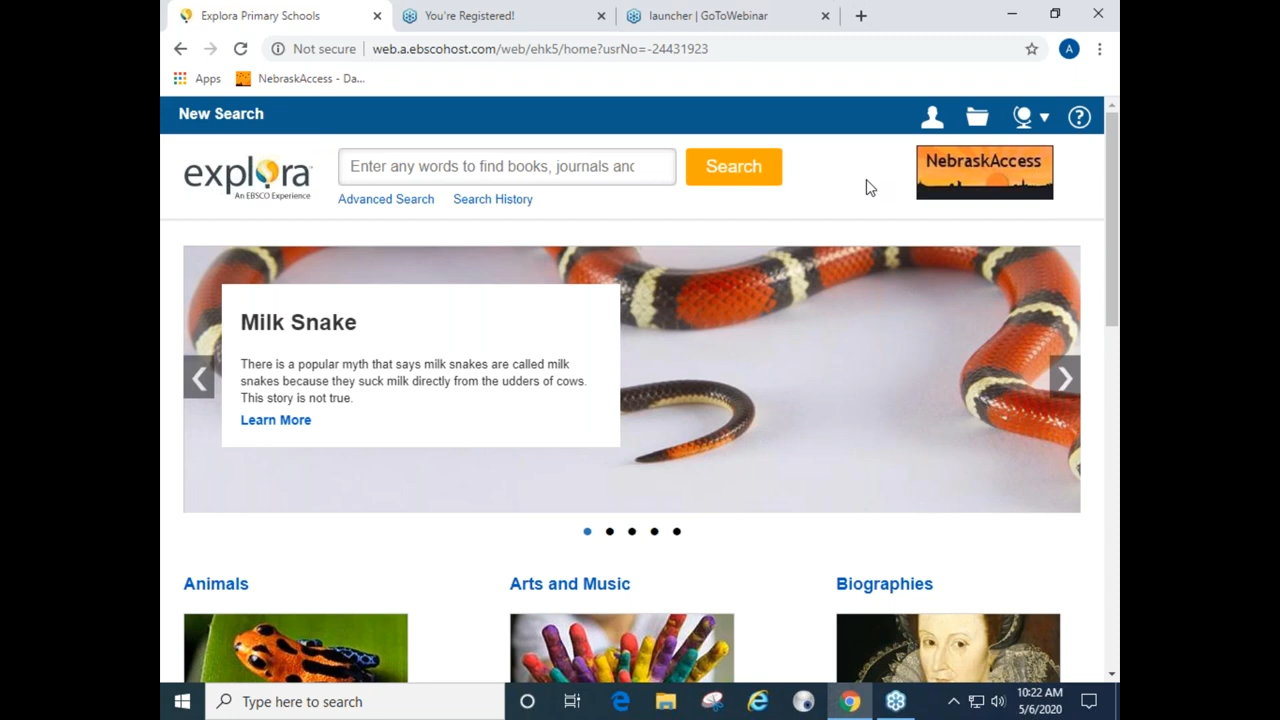 Explora Primary Schools
You're Registered!
launcher | GoToWebinar
Not secure
web.a.ebscohost.com/web/ehk5/home?usrNo=-24431923
A
Apps
NebraskAccess - Da...
New Search
explora
An EBSCO Experience
Enter any words to find books, journals and
Search
NebraskAccess
Advanced Search
Search History
Milk Snake
There is a popular myth that says milk snakes are called milk
snakes because they suck milk directly from the udders of cows.
This story is not true.
Learn More
Animals
Arts and Music
Biographies
Type here to search
10:22 AM
5/6/2020